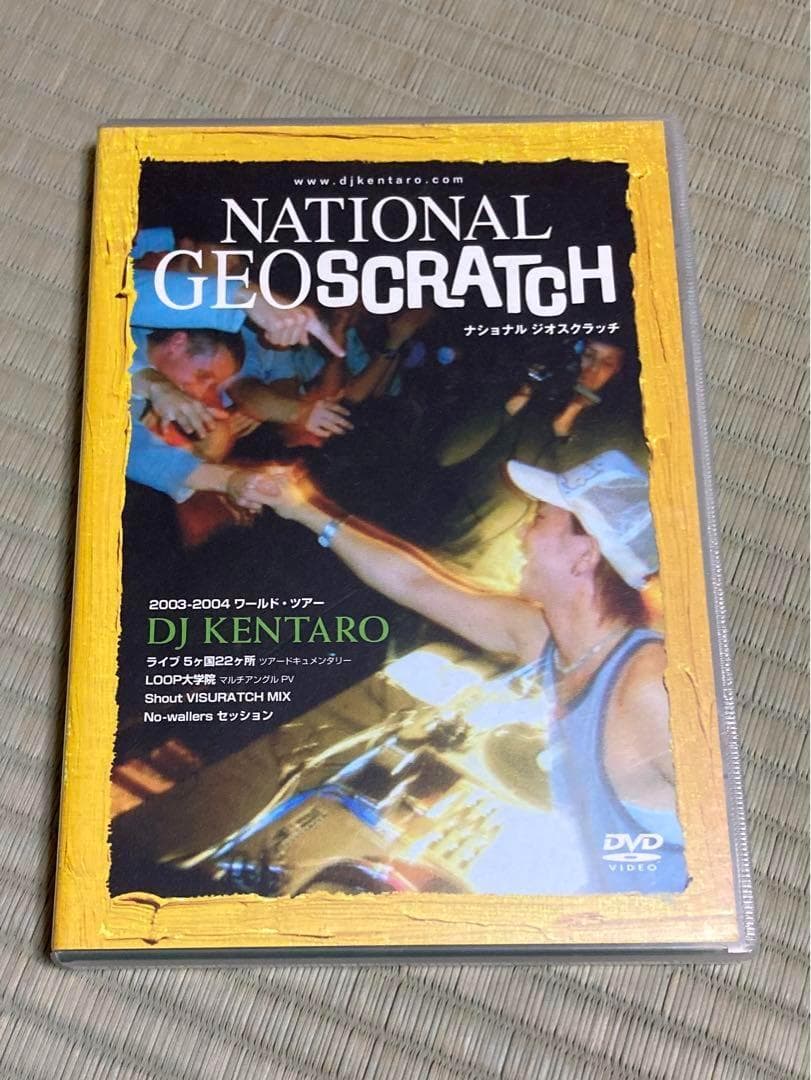 www.djkentaro.com
NATIONAL
GEOSCRATCH
ナショナル ジオスクラッチ
2003-2004 ワールド・ツアー
DJ KENTARO
ライブ 5ヶ国22ヶ所 ツアードキュメンタリー
LOOP大学院 マルチアングル PV
Shout VISURATCH MIX
No-wallers セッション
DVD
VIDEO